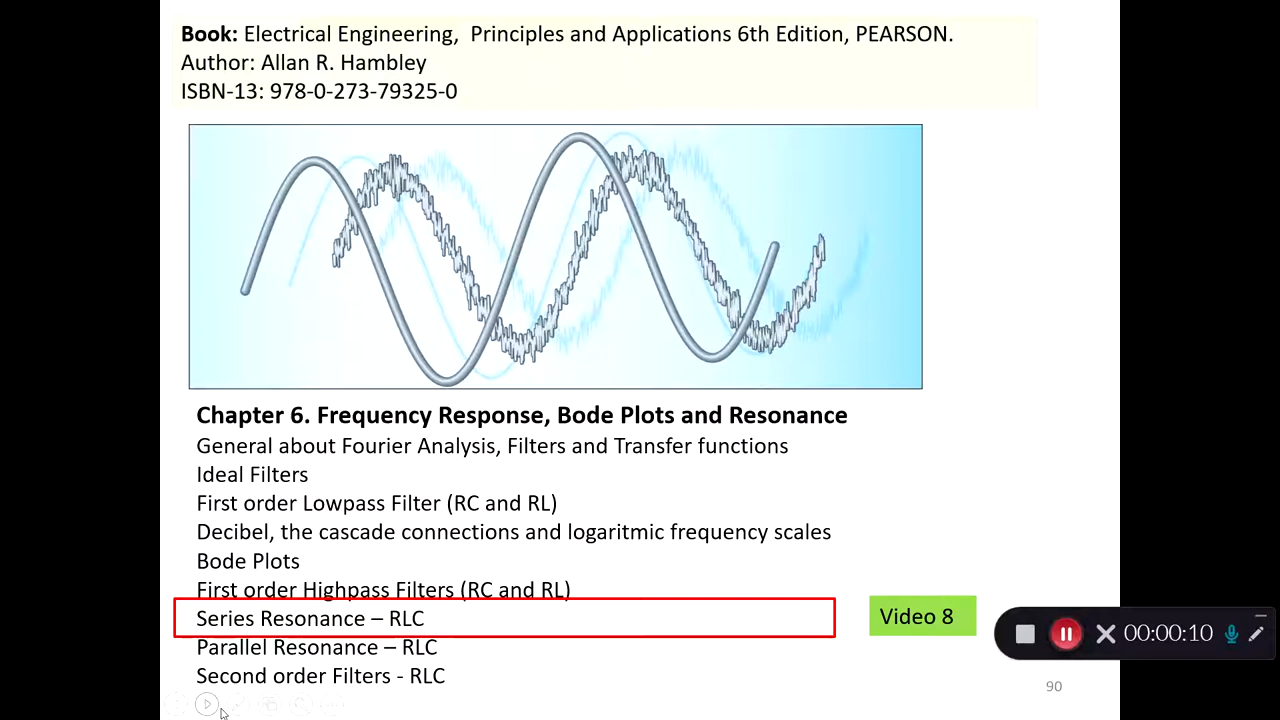 Book: Electrical Engineering,  Principles and Applications 6th Edition, PEARSON.
Author: Allan R. Hambley
ISBN-13: 978-0-273-79325-0
Chapter 6. Frequency Response, Bode Plots and Resonance
General about Fourier Analysis, Filters and Transfer functions
Ideal Filters
First order Lowpass Filter (RC and RL)
Decibel, the cascade connections and logaritmic frequency scales
Bode Plots
First order Highpass Filters (RC and RL)
Series Resonance – RLC
Video 8
00:00:10
Parallel Resonance – RLC
Second order Filters - RLC
90